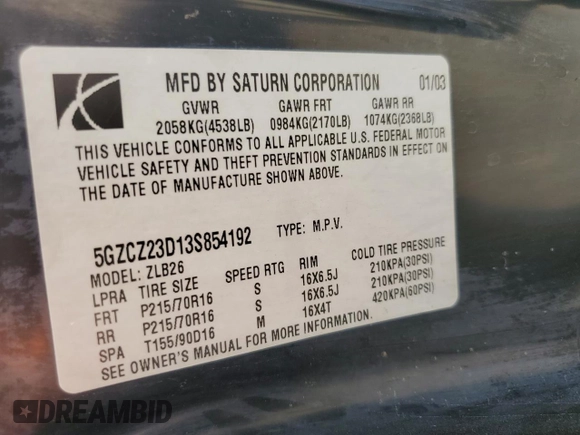 MFD BY SATURN CORPORATION 01/03
GVWR GAWR FRT GAWR RR
2058KG(4538LB) 0984KG(2170LB) 1074KG(2368LB)
THIS VEHICLE CONFORMS TO ALL APPLICABLE U.S. FEDERAL MOTOR
VEHICLE SAFETY AND THEFT PREVENTION STANDARDS IN EFFECT ON
THE DATE OF MANUFACTURE SHOWN ABOVE.
5GZCZ23D13S854192 TYPE: M.P.V.
MODEL: ZLB26
LPRA TIRE SIZE SPEED RTG RIM COLD TIRE PRESSURE
FRT P215/70R16 S 16X6.5J 210KPA(30PSI)
RR P215/70R16 S 16X6.5J 210KPA(30PSI)
SPA T155/90D16 M 16X4T 420KPA(60PSI)
SEE OWNER'S MANUAL FOR MORE INFORMATION.
DREAMBID